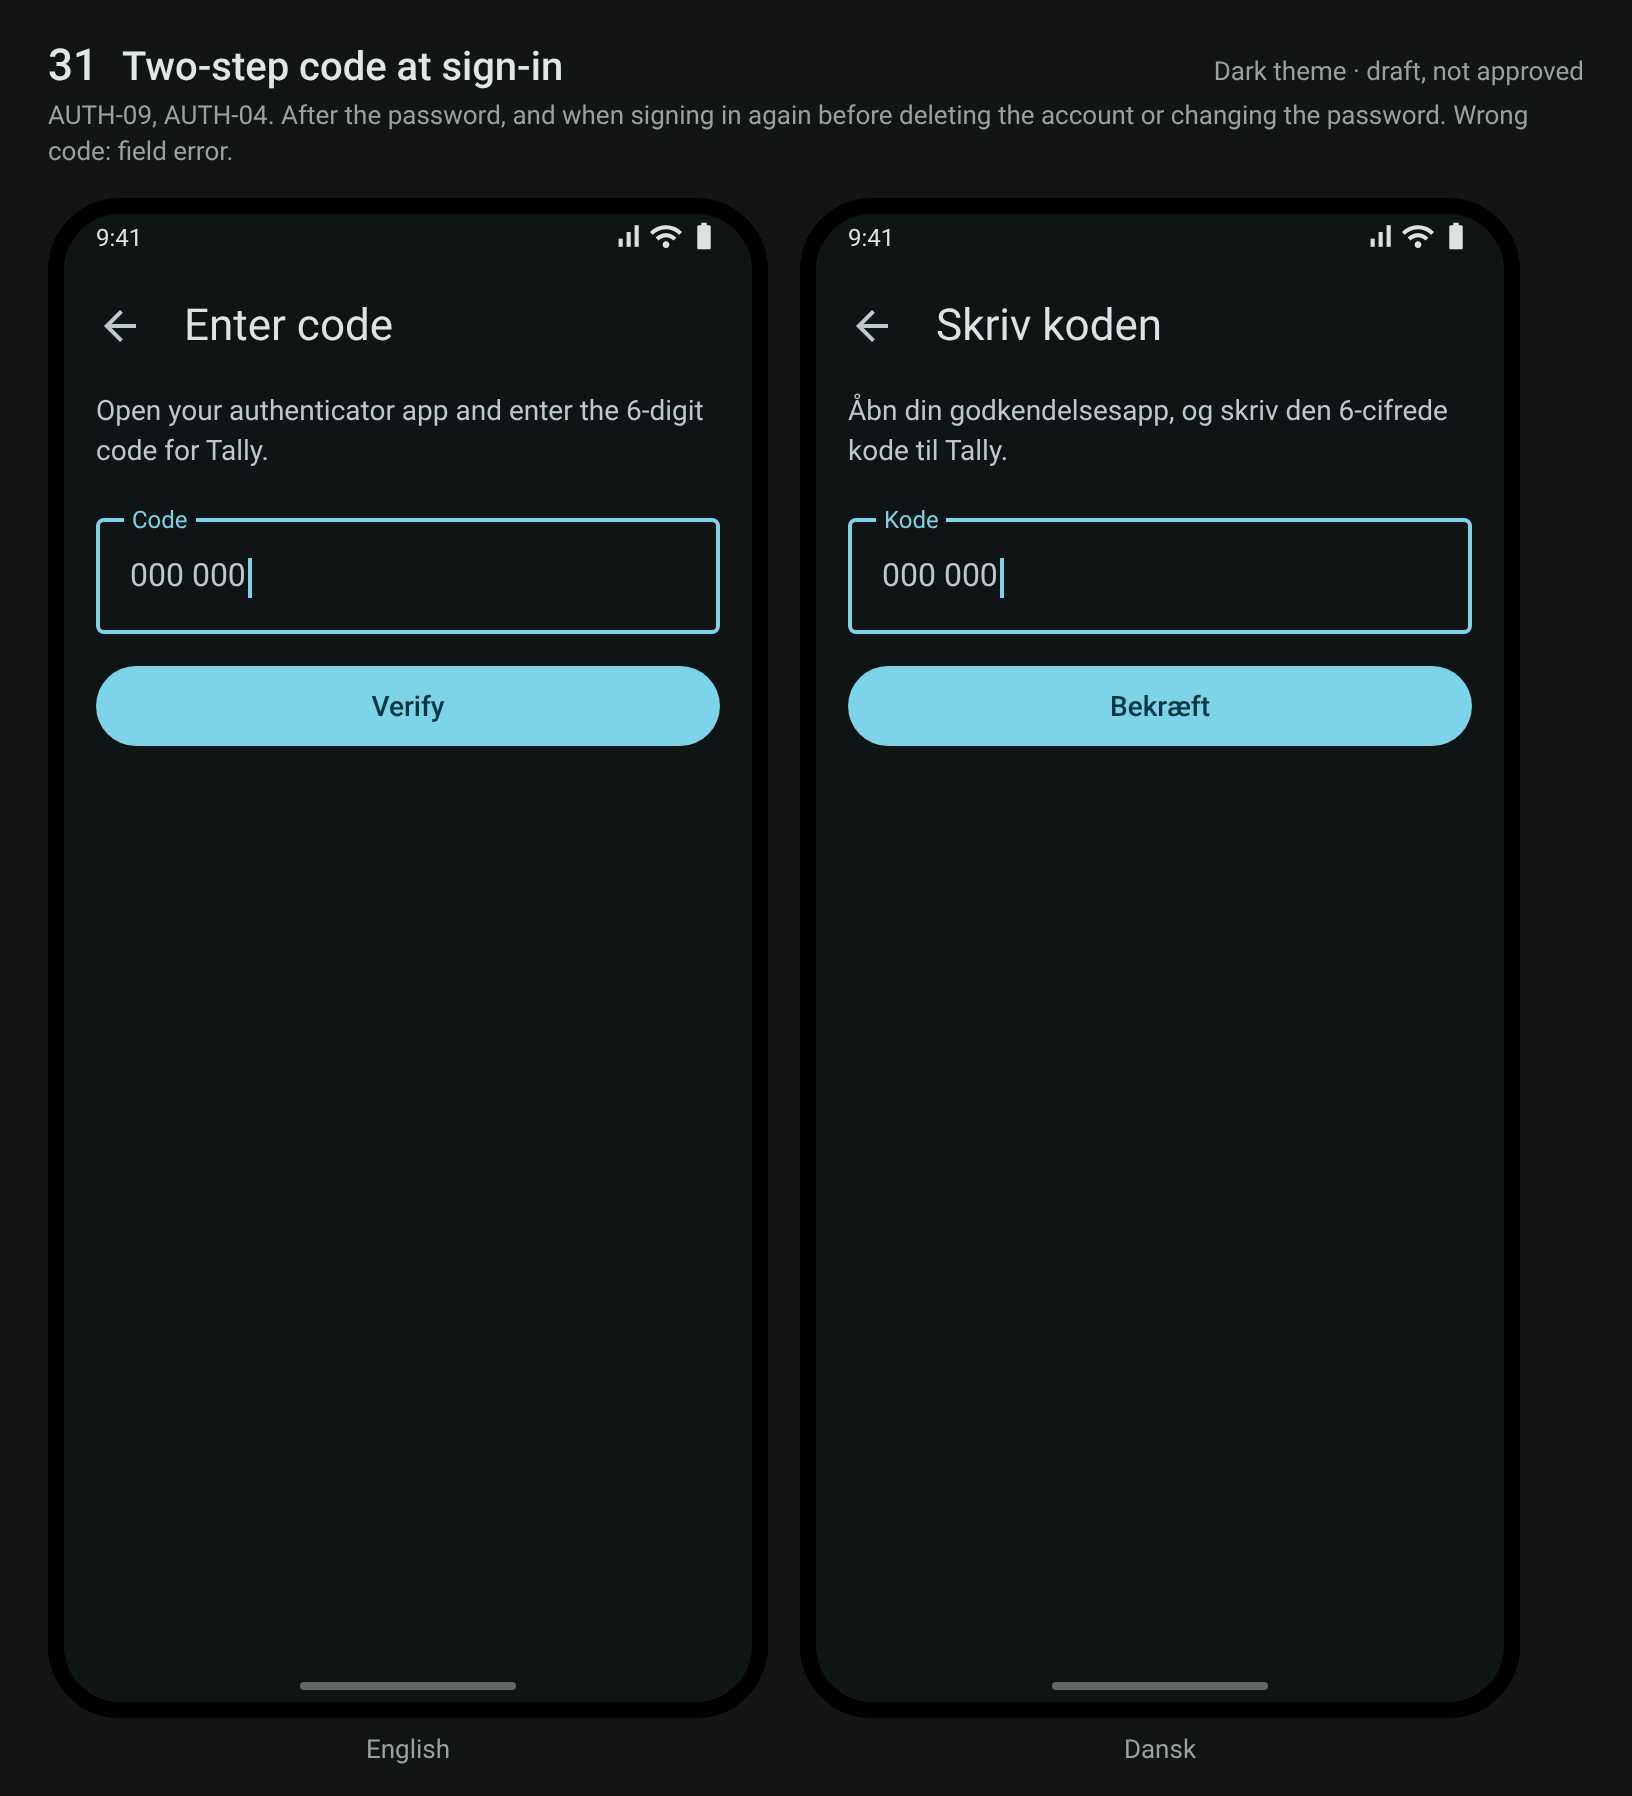 31 Two-step code at sign-in
Dark theme · draft, not approved
AUTH-09, AUTH-04. After the password, and when signing in again before deleting the account or changing the password. Wrong
code: field error.
9:41
Enter code
Open your authenticator app and enter the 6-digit
code for Tally.
Code
000 000
Verify
English
9:41
Skriv koden
Åbn din godkendelsesapp, og skriv den 6-cifrede
kode til Tally.
Kode
000 000
Bekræft
Dansk